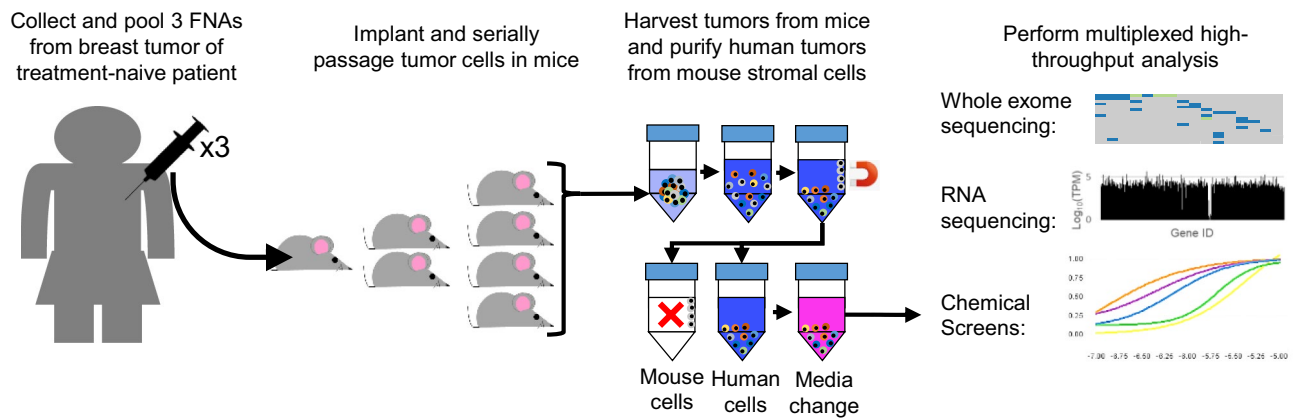 Collect and pool 3 FNAs
from breast tumor of
treatment-naive patient
x3
Implant and serially
passage tumor cells in mice
Harvest tumors from mice
and purify human tumors
from mouse stromal cells
Mouse
cells
Human
cells
Media
change
Perform multiplexed high-
throughput analysis
Whole exome
sequencing:
RNA
sequencing:
Log10(TPM)
5
0
Gene ID
Chemical
Screens:
1.00
0.75
0.50
0.25
0.00
-7.00 -6.75 -6.50 -6.25 -6.00 -5.75 -5.50 -5.25 -5.00